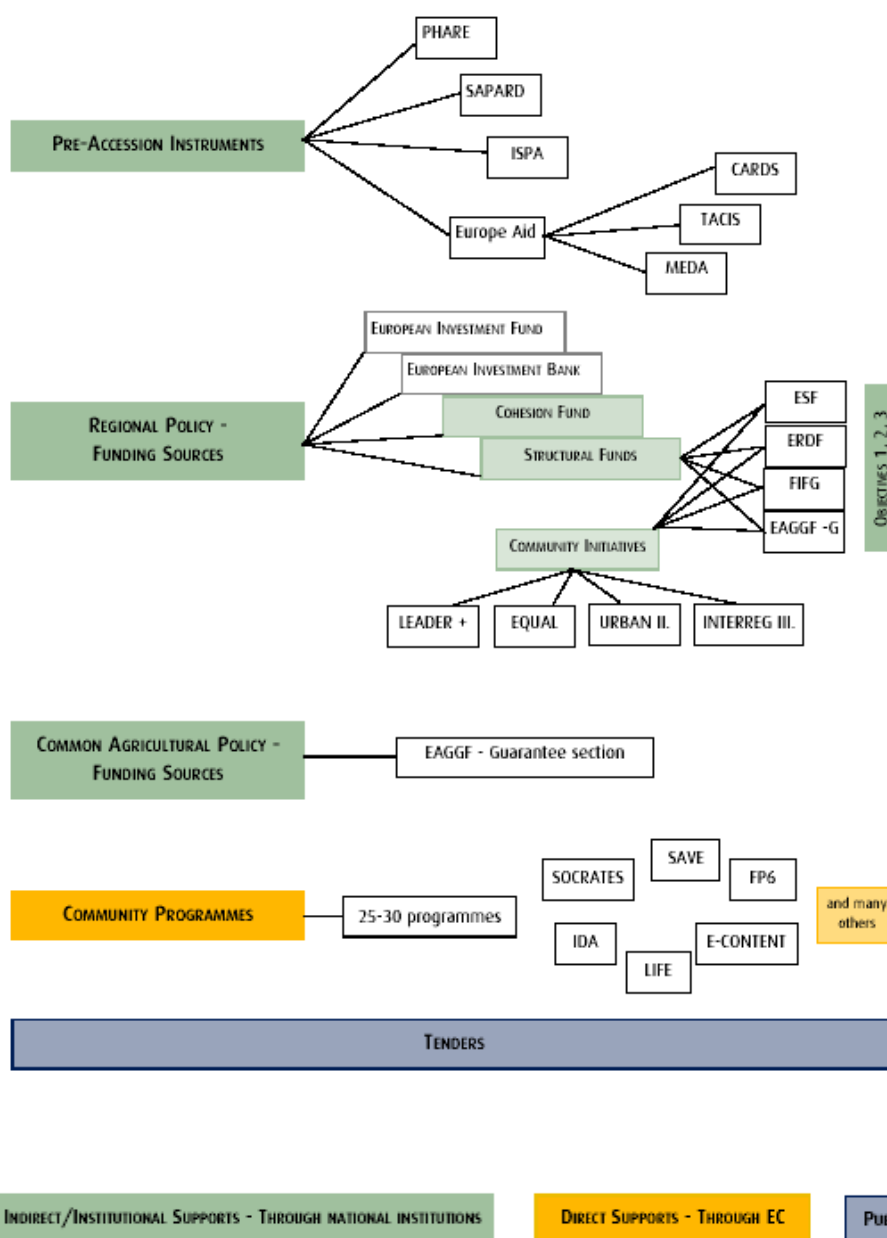 PHARE
SAPARD
PRE-ACCESSION INSTRUMENTS
ISPA
CARDS
TACIS
Europe Aid
MEDA
EUROPEAN INVESTMENT FUND
EUROPEAN INVESTMENT BANK
COHESION FUND
STRUCTURAL FUNDS
REGIONAL POLICY -
FUNDING SOURCES
ESF
ERDF
FIFG
EAGGF -G
OBJECTIVES 1, 2, 3
COMMUNITY INITIATIVES
LEADER +
EQUAL
URBAN II.
INTERREG III.
COMMON AGRICULTURAL POLICY -
FUNDING SOURCES
EAGGF - Guarantee section
COMMUNITY PROGRAMMES
25-30 programmes
SOCRATES
SAVE
FP6
IDA
LIFE
E-CONTENT
and many
others
TENDERS
INDIRECT/INSTITUTIONAL SUPPORTS - THROUGH NATIONAL INSTITUTIONS
DIRECT SUPPORTS - THROUGH EC